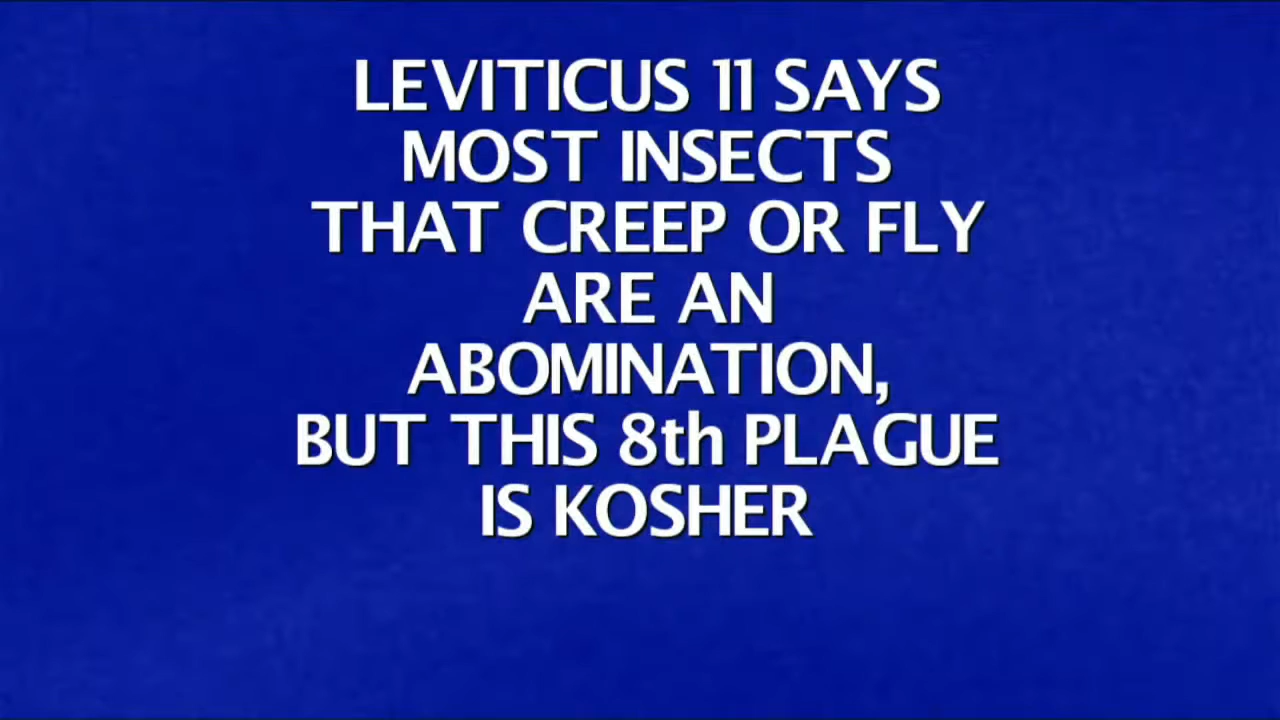 LEVITICUS 11 SAYS
MOST INSECTS
THAT CREEP OR FLY
ARE AN
ABOMINATION,
BUT THIS 8th PLAGUE
IS KOSHER